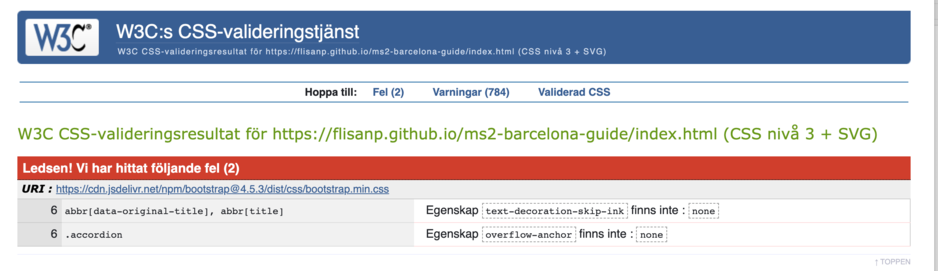 W3C® W3C:s CSS-valideringstjänst
W3C CSS-valideringsresultat för https://flisanp.github.io/ms2-barcelona-guide/index.html (CSS nivå 3 + SVG)
Hoppa till: Fel (2) Varningar (784) Validerad CSS
W3C CSS-valideringsresultat för https://flisanp.github.io/ms2-barcelona-guide/index.html (CSS nivå 3 + SVG)
Ledsen! Vi har hittat följande fel (2)
URI : https://cdn.jsdelivr.net/npm/bootstrap@4.5.3/dist/css/bootstrap.min.css
6 abbr[data-original-title], abbr[title] Egenskap text-decoration-skip-ink finns inte : none
6 .accordion Egenskap overflow-anchor finns inte : none
↑ TOPPEN